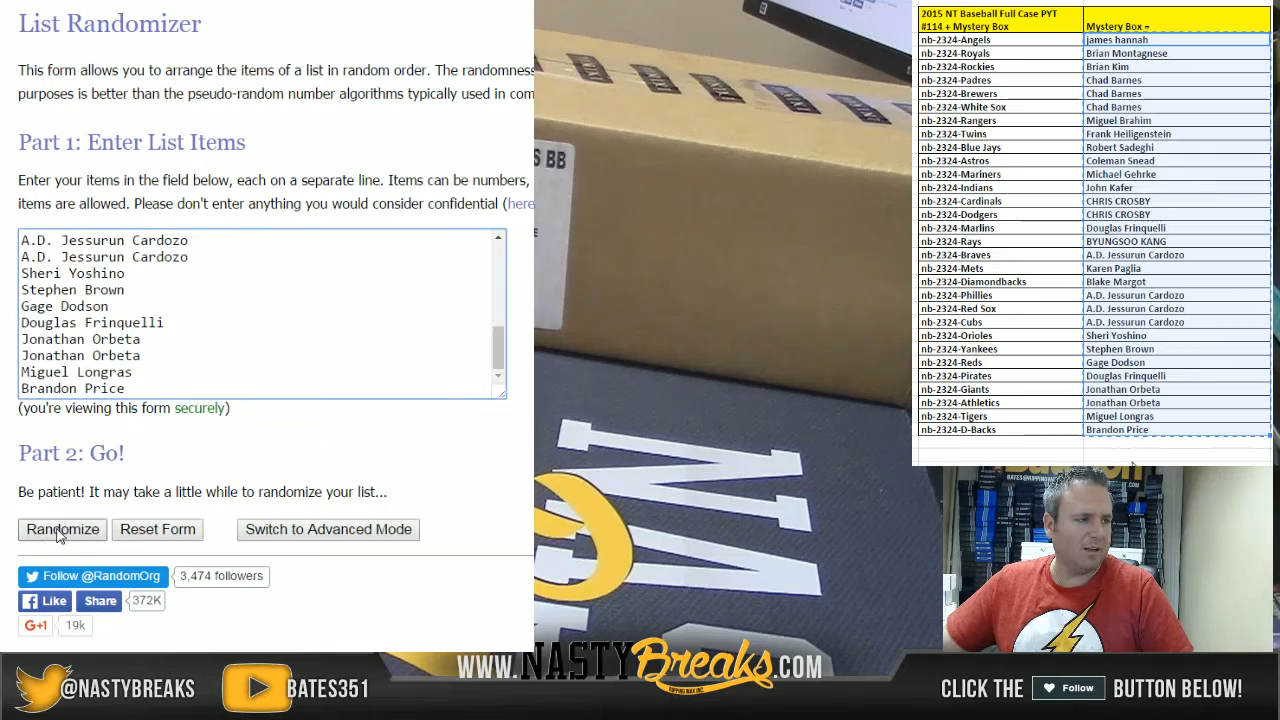 List Randomizer
This form allows you to arrange the items of a list in random order. The randomness
purposes is better than the pseudo-random number algorithms typically used in com
Part 1: Enter List Items
Enter your items in the field below, each on a separate line. Items can be numbers,
items are allowed. Please don't enter anything you would consider confidential (here
A.D. Jessurun Cardozo
A.D. Jessurun Cardozo
Sheri Yoshino
Stephen Brown
Gage Dodson
Douglas Frinquelli
Jonathan Orbeta
Jonathan Orbeta
Miguel Longras
Brandon Price
(you're viewing this form securely)
Part 2: Go!
Be patient! It may take a little while to randomize your list...
Randomize Reset Form Switch to Advanced Mode
Follow @RandomOrg 3,474 followers
Like Share 372K
G+1 19k
S BB
2015 NT Baseball Full Case PYT
#114 + Mystery Box Mystery Box =
nb-2324-Angels james hannah
nb-2324-Royals Brian Montagnese
nb-2324-Rockies Brian Kim
nb-2324-Padres Chad Barnes
nb-2324-Brewers Chad Barnes
nb-2324-White Sox Chad Barnes
nb-2324-Rangers Miguel Brahim
nb-2324-Twins Frank Heiligenstein
nb-2324-Blue Jays Robert Sadeghi
nb-2324-Astros Coleman Snead
nb-2324-Mariners Michael Gehrke
nb-2324-Indians John Kafer
nb-2324-Cardinals CHRIS CROSBY
nb-2324-Dodgers CHRIS CROSBY
nb-2324-Marlins Douglas Frinquelli
nb-2324-Rays BYUNGSOO KANG
nb-2324-Braves A.D. Jessurun Cardozo
nb-2324-Mets Karen Paglia
nb-2324-Diamondbacks Blake Margot
nb-2324-Phillies A.D. Jessurun Cardozo
nb-2324-Red Sox A.D. Jessurun Cardozo
nb-2324-Cubs A.D. Jessurun Cardozo
nb-2324-Orioles Sheri Yoshino
nb-2324-Yankees Stephen Brown
nb-2324-Reds Gage Dodson
nb-2324-Pirates Douglas Frinquelli
nb-2324-Giants Jonathan Orbeta
nb-2324-Athletics Jonathan Orbeta
nb-2324-Tigers Miguel Longras
nb-2324-D-Backs Brandon Price
@NASTYBREAKS BATES351 WWW.NASTYBreaks.COM CLICK THE Follow BUTTON BELOW!
RIPPING WAX INC.